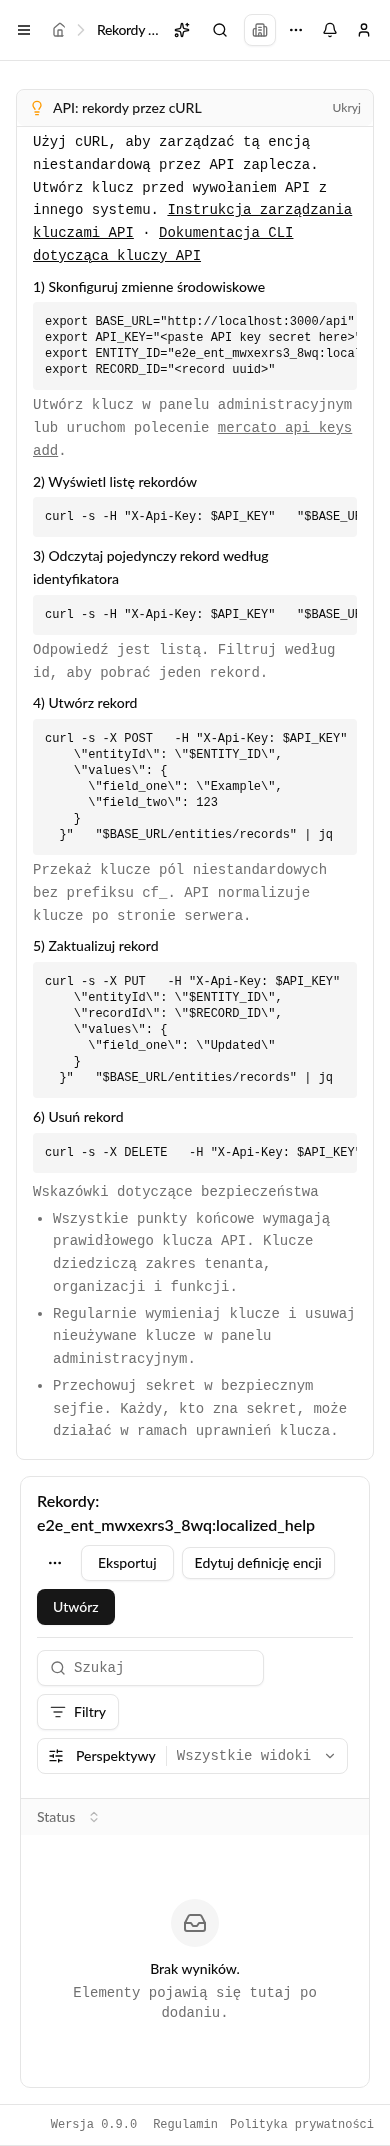 Rekordy ...
API: rekordy przez cURL
Ukryj
Użyj cURL, aby zarządzać tą encją
niestandardową przez API zaplecza.
Utwórz klucz przed wywołaniem API z
innego systemu. Instrukcja zarządzania
kluczami API · Dokumentacja CLI
dotycząca kluczy API
1) Skonfiguruj zmienne środowiskowe
export BASE_URL="http://localhost:3000/api"
export API_KEY="<paste API key secret here>"
export ENTITY_ID="e2e_ent_mwxexrs3_8wq:local
export RECORD_ID="<record uuid>"
Utwórz klucz w panelu administracyjnym
lub uruchom polecenie mercato api keys
add.
2) Wyświetl listę rekordów
curl -s -H "X-Api-Key: $API_KEY"   "$BASE_UR
3) Odczytaj pojedynczy rekord według
identyfikatora
curl -s -H "X-Api-Key: $API_KEY"   "$BASE_UR
Odpowiedź jest listą. Filtruj według
id, aby pobrać jeden rekord.
4) Utwórz rekord
curl -s -X POST   -H "X-Api-Key: $API_KEY"
    \"entityId\": \"$ENTITY_ID\",
    \"values\": {
      \"field_one\": \"Example\",
      \"field_two\": 123
    }
  }"   "$BASE_URL/entities/records" | jq
Przekaż klucze pól niestandardowych
bez prefiksu cf_. API normalizuje
klucze po stronie serwera.
5) Zaktualizuj rekord
curl -s -X PUT   -H "X-Api-Key: $API_KEY"
    \"entityId\": \"$ENTITY_ID\",
    \"recordId\": \"$RECORD_ID\",
    \"values\": {
      \"field_one\": \"Updated\"
    }
  }"   "$BASE_URL/entities/records" | jq
6) Usuń rekord
curl -s -X DELETE   -H "X-Api-Key: $API_KEY"
Wskazówki dotyczące bezpieczeństwa
• Wszystkie punkty końcowe wymagają
prawidłowego klucza API. Klucze
dziedziczą zakres tenanta,
organizacji i funkcji.
• Regularnie wymieniaj klucze i usuwaj
nieużywane klucze w panelu
administracyjnym.
• Przechowuj sekret w bezpiecznym
sejfie. Każdy, kto zna sekret, może
działać w ramach uprawnień klucza.
Rekordy:
e2e_ent_mwxexrs3_8wq:localized_help
Eksportuj
Edytuj definicję encji
Utwórz
Szukaj
Filtry
Perspektywy
Wszystkie widoki
Status
Brak wyników.
Elementy pojawią się tutaj po
dodaniu.
Wersja 0.9.0 Regulamin Polityka prywatności